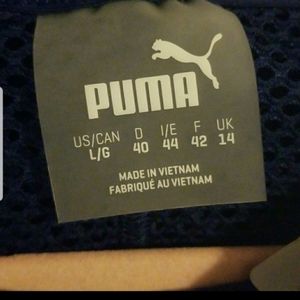 PUMA
US/CAN D I/E F UK
L/G 40 44 42 14
MADE IN VIETNAM
FABRIQUÉ AU VIETNAM